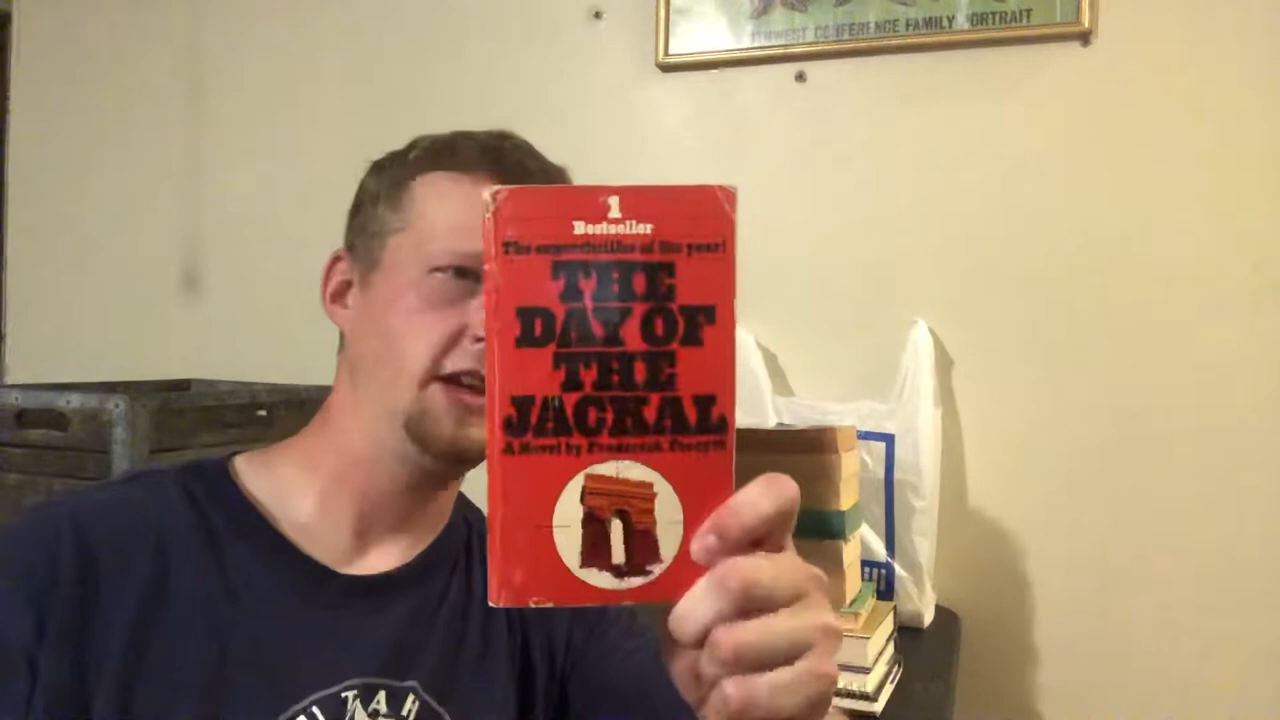 CONFERENCE FAMILY PORTRAIT
1
Bestseller
The superthriller of the year!
THE
DAY OF
THE
JACKAL
A Novel by Frederick Forsyth
UTAH